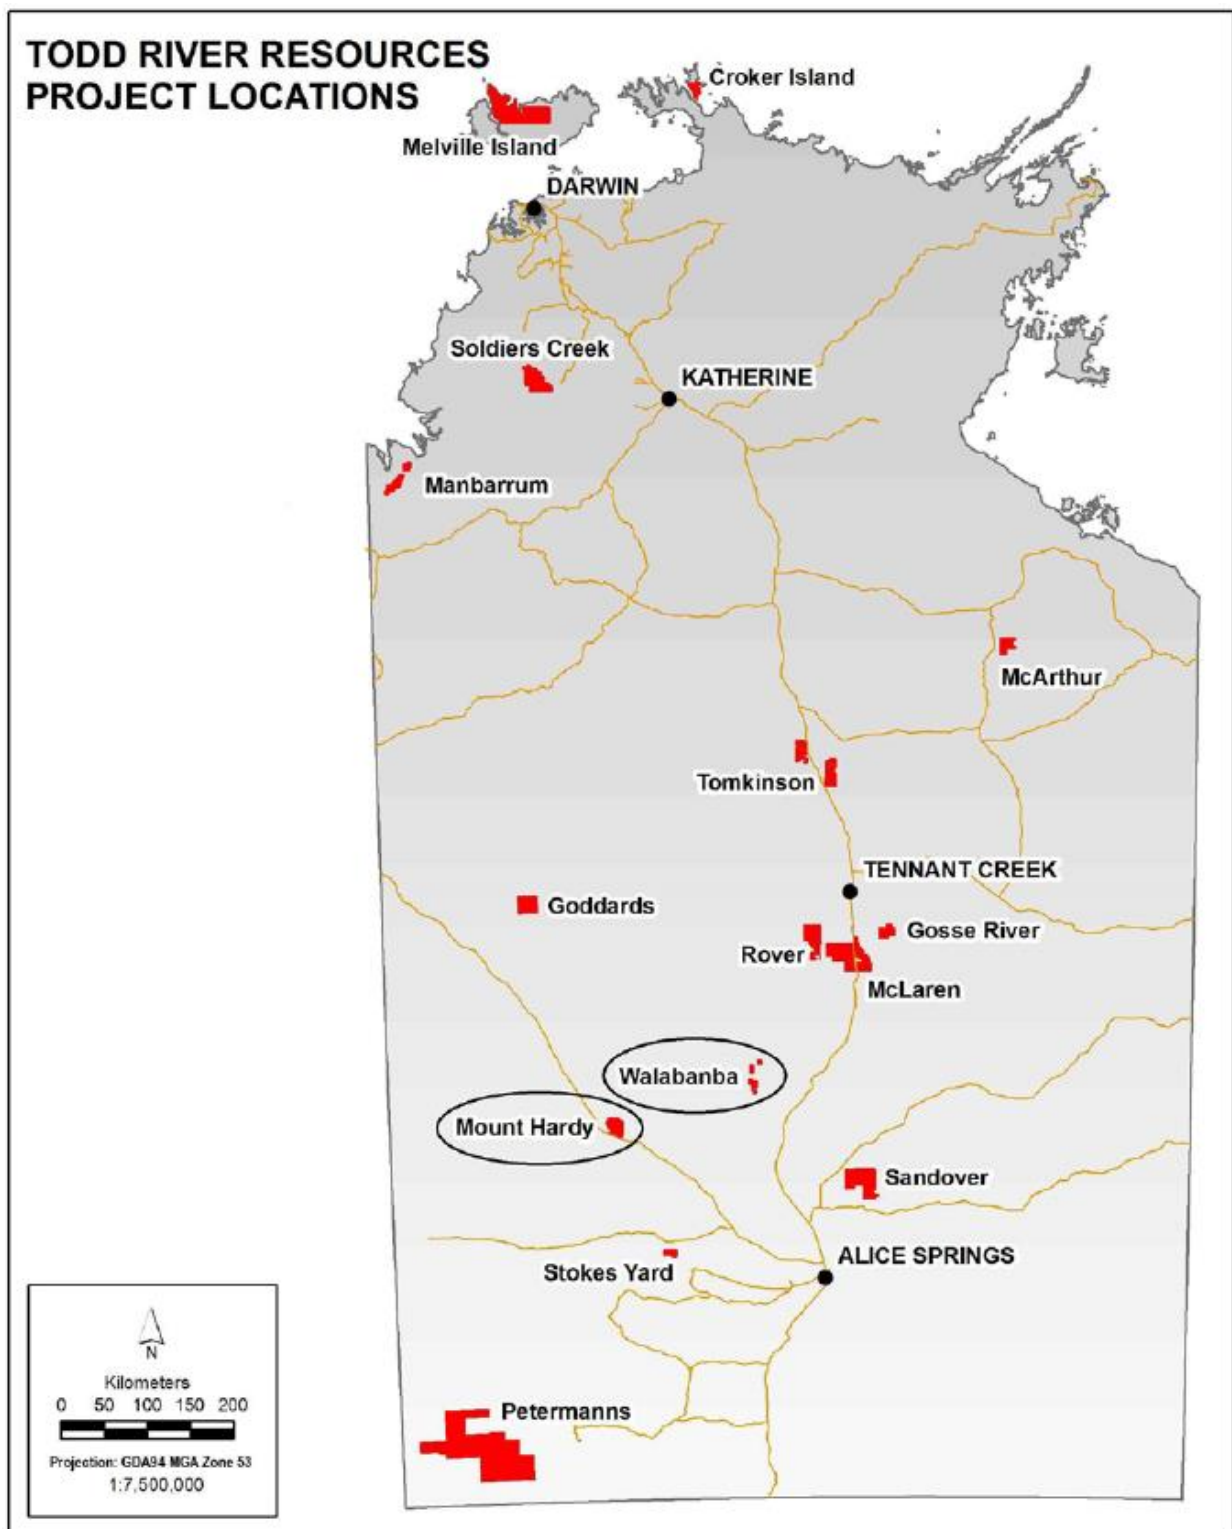 TODD RIVER RESOURCES
PROJECT LOCATIONS
Croker Island
Melville Island
DARWIN
Soldiers Creek
KATHERINE
Manbarrum
McArthur
Tomkinson
TENNANT CREEK
Goddards
Gosse River
Rover
McLaren
Walabanba
Mount Hardy
Sandover
ALICE SPRINGS
Stokes Yard
Petermanns
N
Kilometers
0 50 100 150 200
Projection: GDA94 MGA Zone 53
1:7,500,000